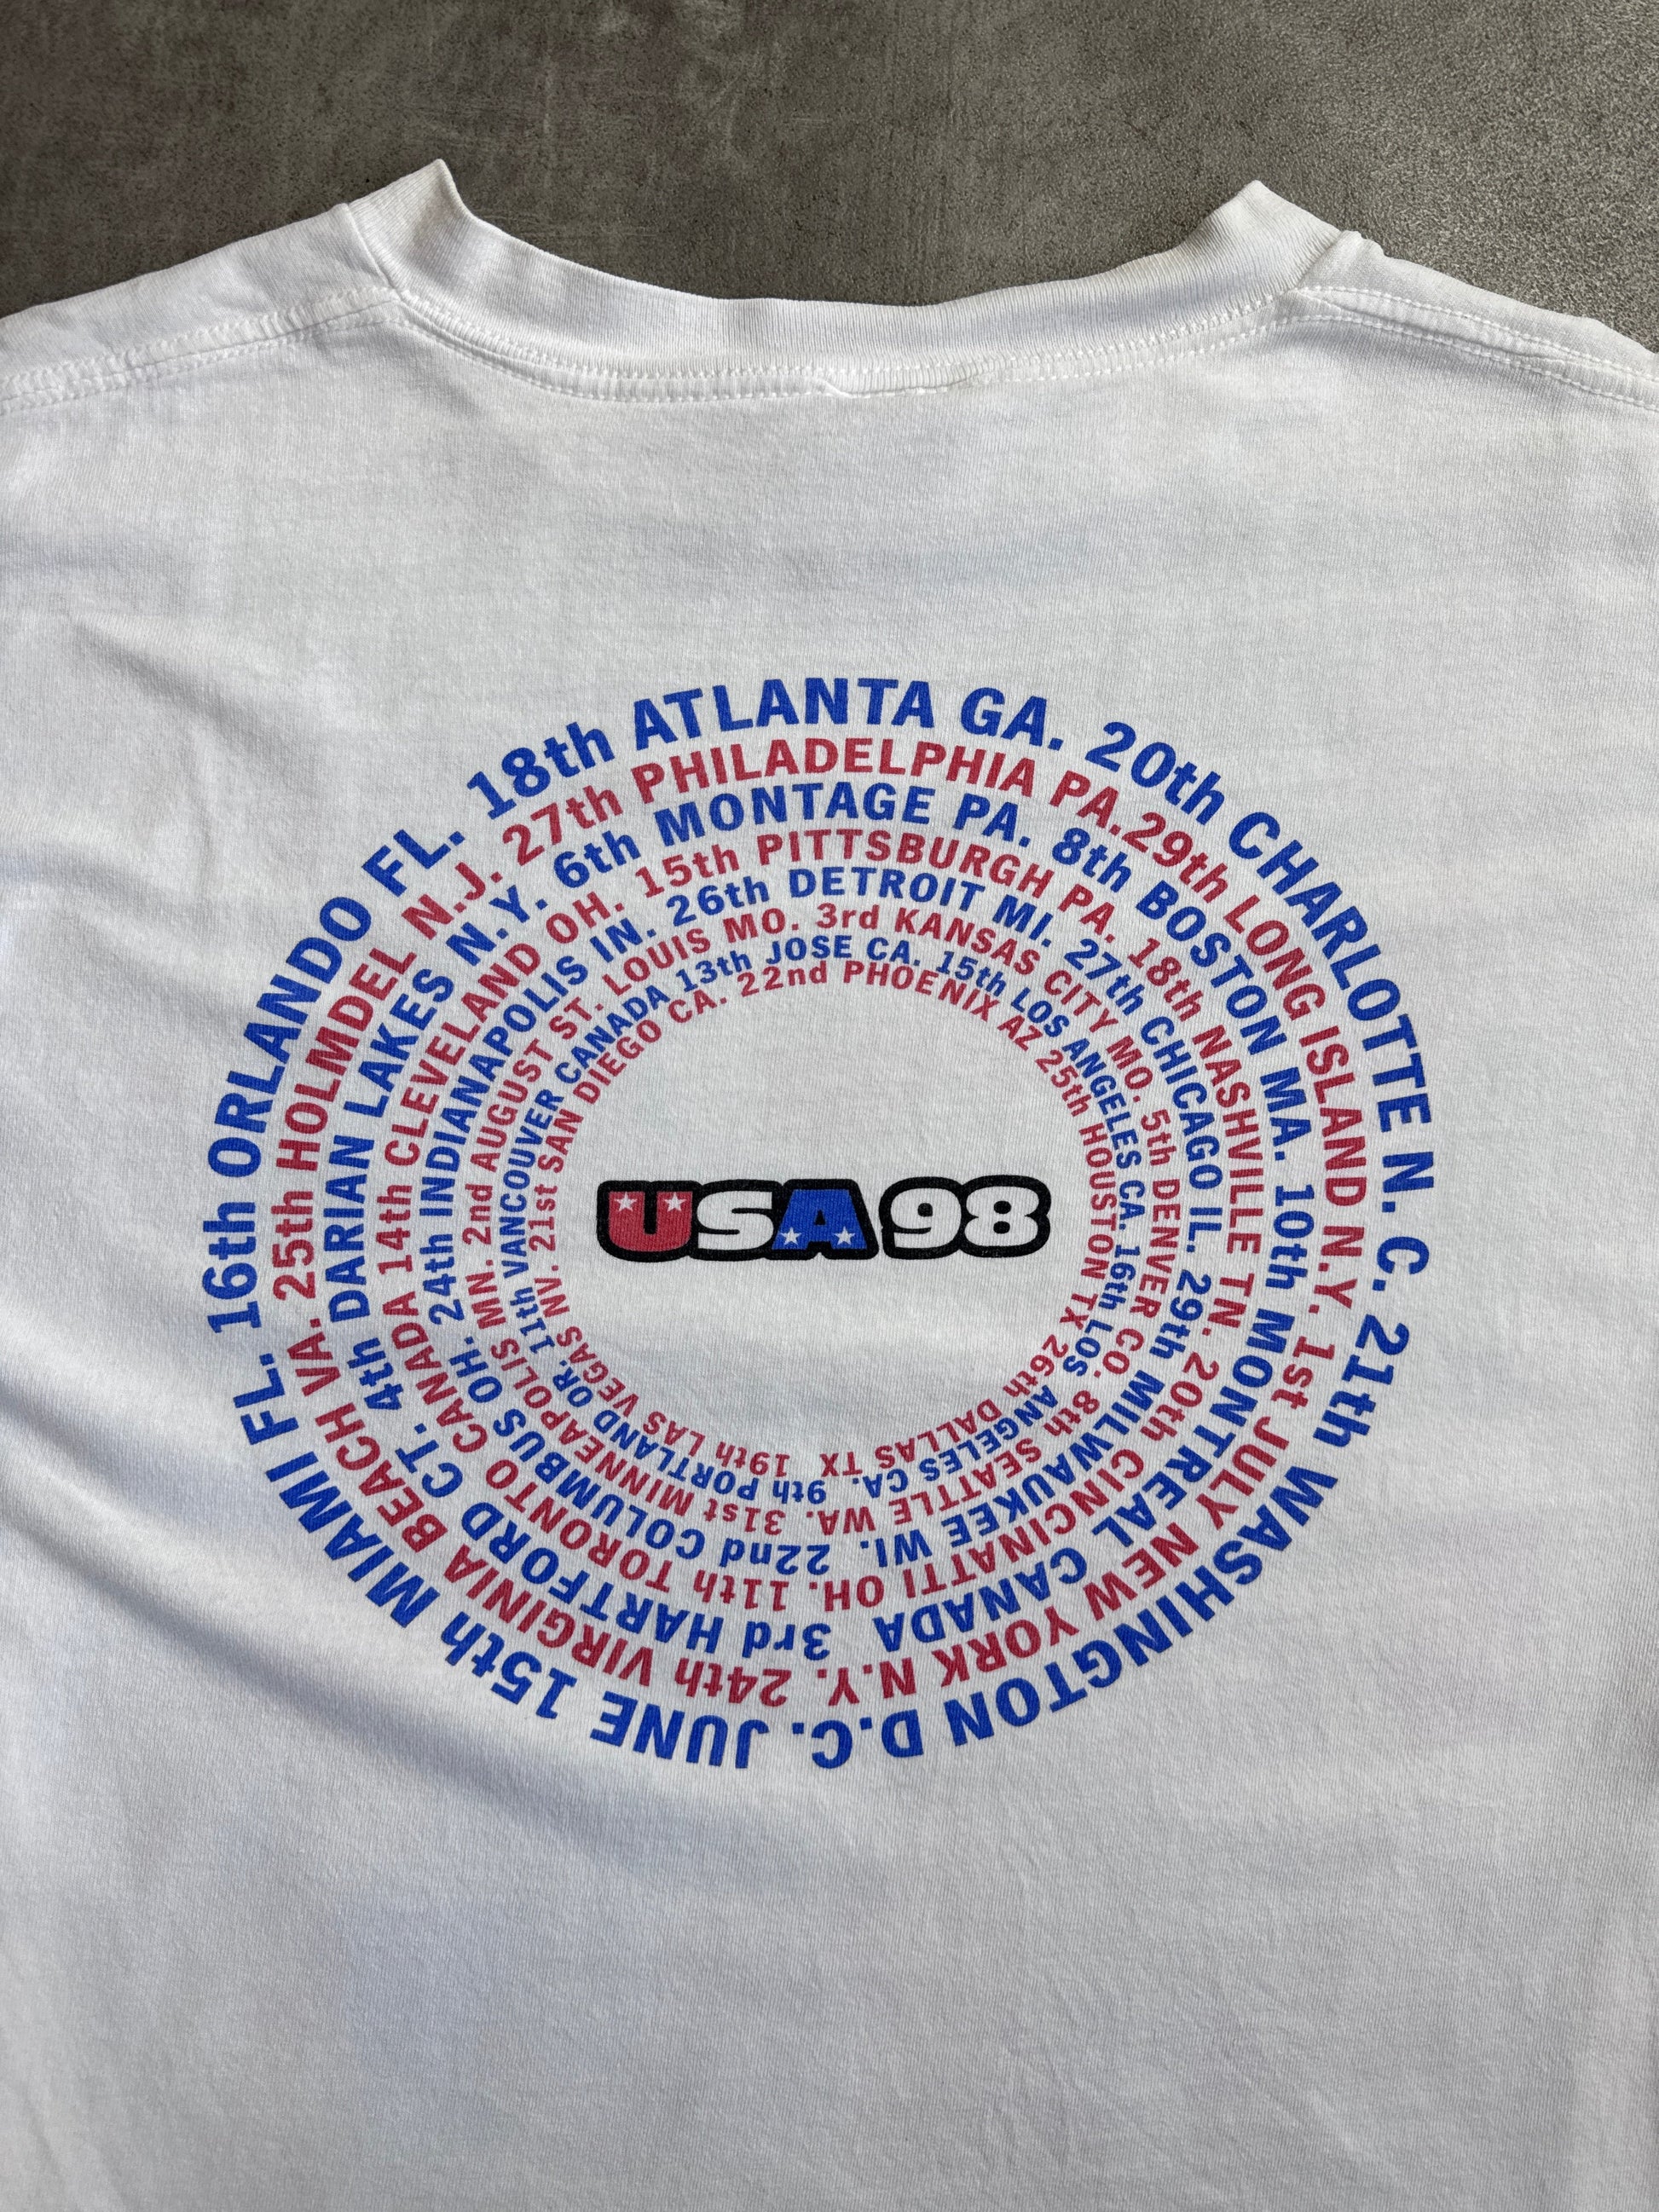 JUNE 15th MIAMI FL. 16th ORLANDO FL. 18th ATLANTA GA. 20th CHARLOTTE N. C. 21th WASHINGTON D.C.
24th VIRGINIA BEACH VA. 25th HOLMDEL N.J. 27th PHILADELPHIA PA.29th LONG ISLAND N.Y. 1st JULY NEW YORK N.Y.
3rd HARTFORD CT. 4th DARIAN LAKES N.Y. 6th MONTAGE PA. 8th BOSTON MA. 10th MONTREAL CANADA
11th TORONTO CANADA 14th CLEVELAND OH. 15th PITTSBURGH PA. 18th NASHVILLE TN. 20th CINCINATTI OH.
22nd COLUMBUS OH. 24th INDIANAPOLIS IN. 26th DETROIT MI. 27th CHICAGO IL. 29th MILWAUKEE WI.
31st MINNEAPOLIS MN. 2nd AUGUST ST. LOUIS MO. 3rd KANSAS CITY MO. 5th DENVER CO. 8th SEATTLE WA.
9th PORTLAND OR. 11th VANCOUVER CANADA 13th JOSE CA. 15th LOS ANGELES CA. 16th LOS ANGELES CA.
19th LAS VEGAS NV. 21st SAN DIEGO CA. 22nd PHOENIX AZ 25th HOUSTON TX 26th DALLAS TX
USA 98